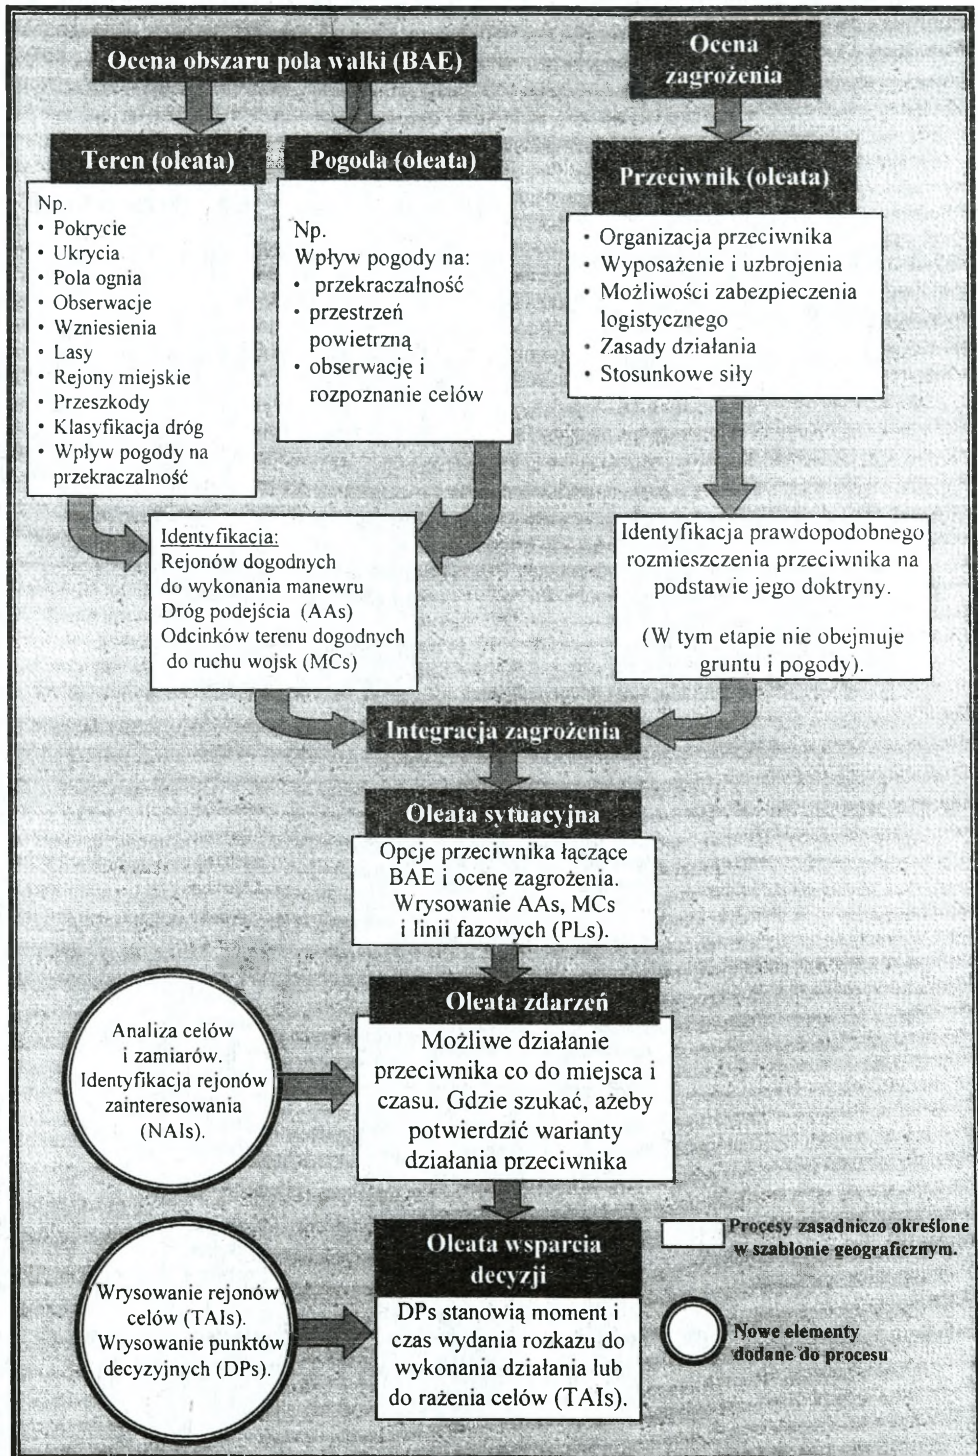 Ocena obszaru pola walki (BAE)
Ocena
zagrożenia
Teren (oleata)
Np.
• Pokrycie
• Ukrycia
• Pola ognia
• Obserwacje
• Wzniesienia
• Lasy
• Rejony miejskie
• Przeszkody
• Klasyfikacja dróg
• Wpływ pogody na
przekraczalność
Pogoda (oleata)
Np.
Wpływ pogody na:
• przekraczalność
• przestrzeń
powietrzną
• obserwację i
rozpoznanie celów
Przeciwnik (oleata)
• Organizacja przeciwnika
• Wyposażenie i uzbrojenia
• Możliwości zabezpieczenia
logistycznego
• Zasady działania
• Stosunkowe siły
Identyfikacja:
Rejonów dogodnych
do wykonania manewru
Dróg podejścia (AAs)
Odcinków terenu dogodnych
do ruchu wojsk (MCs)
Identyfikacja prawdopodobnego
rozmieszczenia przeciwnika na
podstawie jego doktryny.
(W tym etapie nie obejmuje
gruntu i pogody).
Integracja zagrożenia
Oleata sytuacyjna
Opcje przeciwnika łączące
BAE i ocenę zagrożenia.
Wrysowanie AAs, MCs
i linii fazowych (PLs).
Analiza celów
i zamiarów.
Identyfikacja rejonów
zainteresowania
(NAIs).
Oleata zdarzeń
Możliwe działanie
przeciwnika co do miejsca i
czasu. Gdzie szukać, ażeby
potwierdzić warianty
działania przeciwnika
Wrysowanie rejonów
celów (TAIs).
Wrysowanie punktów
decyzyjnych (DPs).
Oleata wsparcia
decyzji
DPs stanowią moment i
czas wydania rozkazu do
wykonania działania lub
do rażenia celów (TAIs).
Procesy zasadniczo określone
w szablonie geograficznym.
Nowe elementy
dodane do procesu